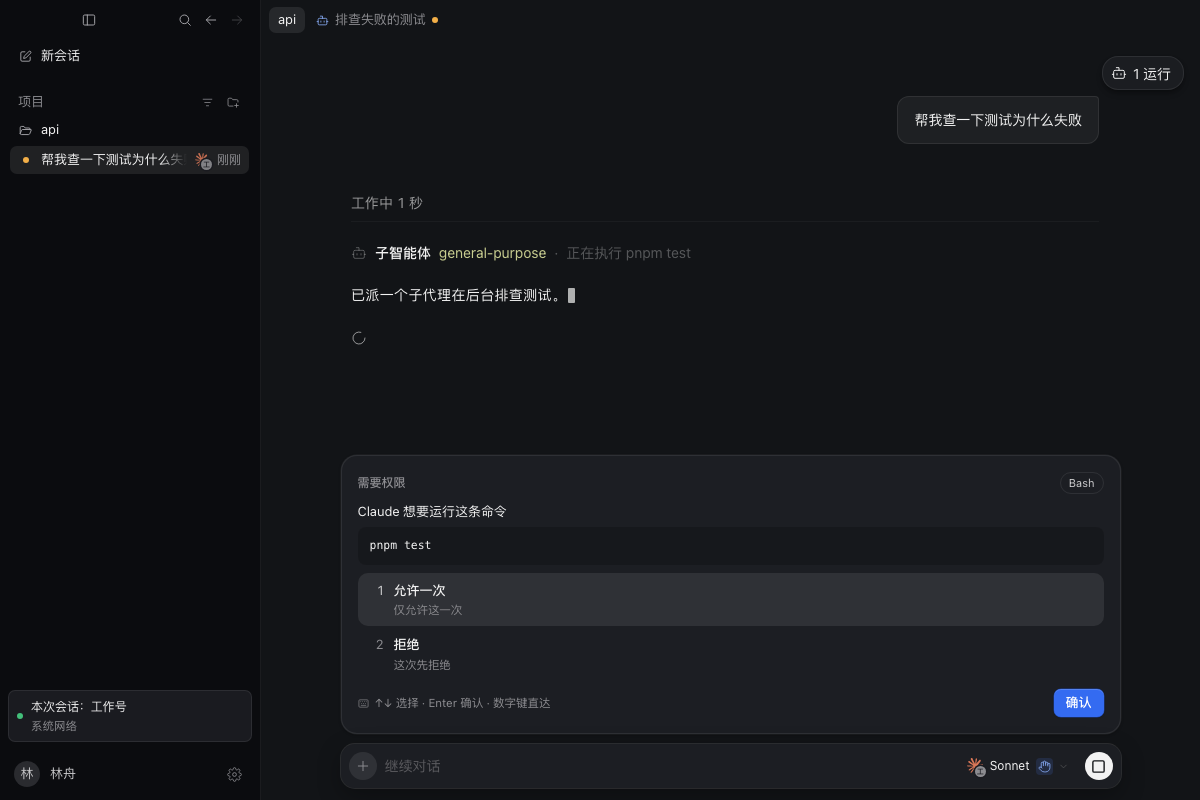 api
排查失败的测试
新会话
1 运行
项目
api
帮我查一下测试为什么失
刚刚
帮我查一下测试为什么失败
工作中 1 秒
子智能体 general-purpose · 正在执行 pnpm test
已派一个子代理在后台排查测试。
需要权限
Bash
Claude 想要运行这条命令
pnpm test
1 允许一次
仅允许这一次
2 拒绝
这次先拒绝
↑↓ 选择 · Enter 确认 · 数字键直达
确认
本次会话：工作号
系统网络
林 林舟
继续对话
工 Sonnet